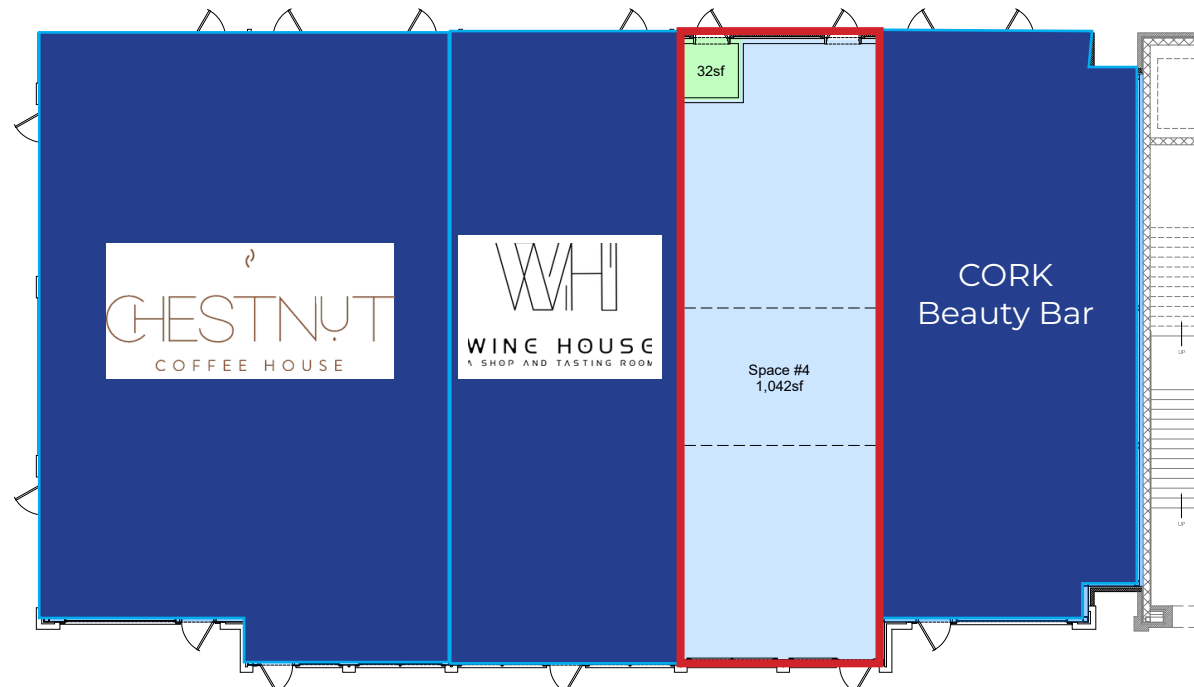 32sf
CHESTNUT
COFFEE HOUSE
WH
WINE HOUSE
A SHOP AND TASTING ROOM
Space #4
1,042sf
CORK
Beauty Bar
UP
UP